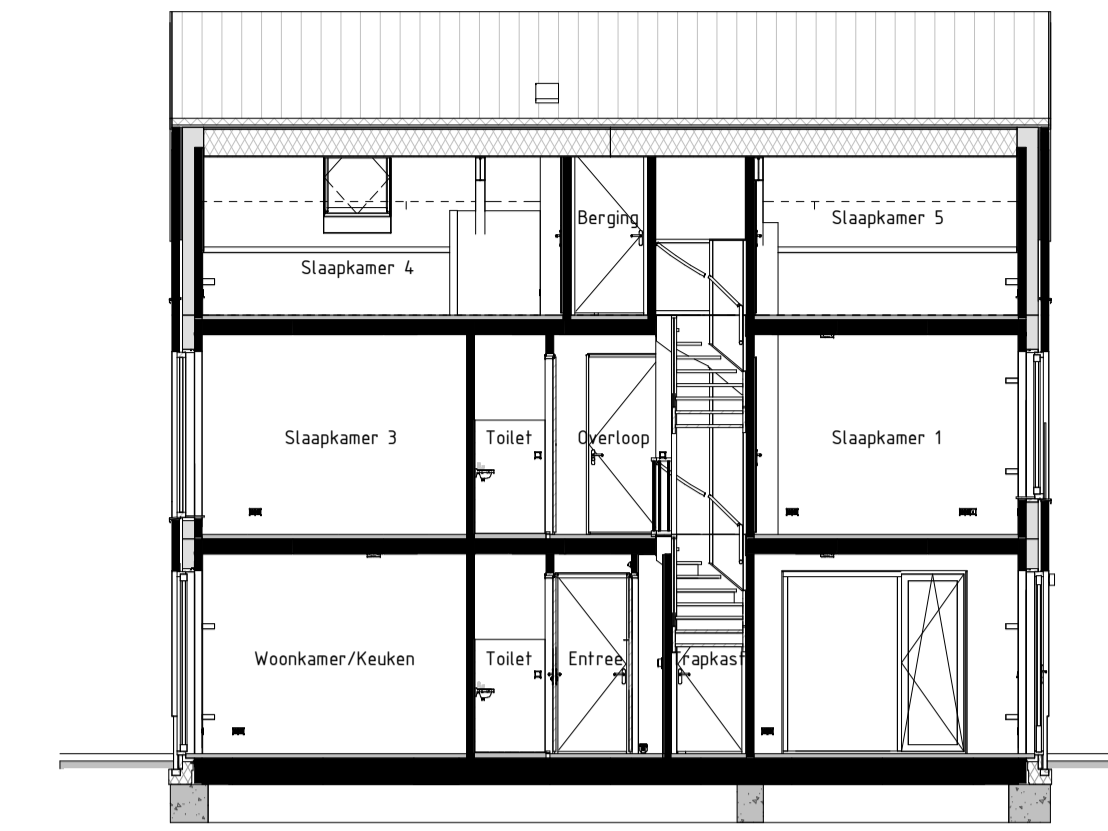 Berging
Slaapkamer 5
Slaapkamer 4
Slaapkamer 3
Toilet
Overloop
Slaapkamer 1
Woonkamer/Keuken
Toilet
Entree
Trapkast